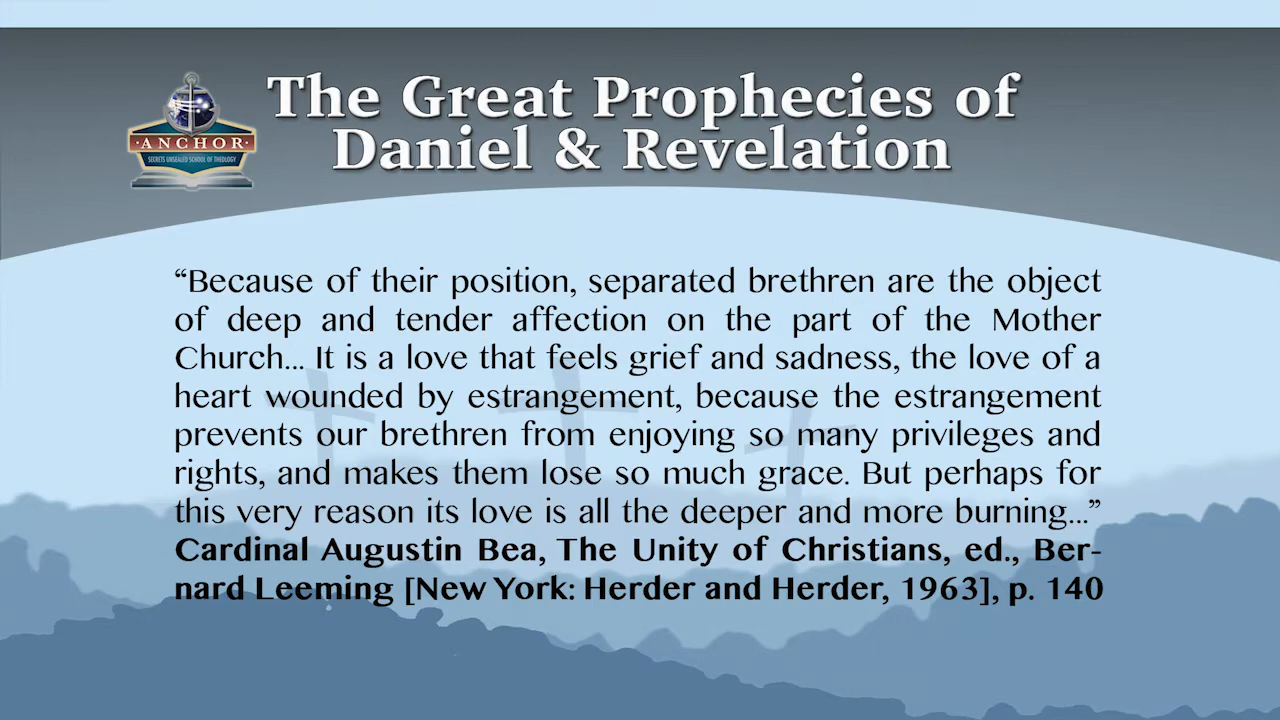 The Great Prophecies of
Daniel & Revelation
·ANCHOR·
SECRETS UNSEALED SCHOOL OF THEOLOGY
“Because of their position, separated brethren are the object
of deep and tender affection on the part of the Mother
Church... It is a love that feels grief and sadness, the love of a
heart wounded by estrangement, because the estrangement
prevents our brethren from enjoying so many privileges and
rights, and makes them lose so much grace. But perhaps for
this very reason its love is all the deeper and more burning...”
Cardinal Augustin Bea, The Unity of Christians, ed., Ber-
nard Leeming [New York: Herder and Herder, 1963], p. 140